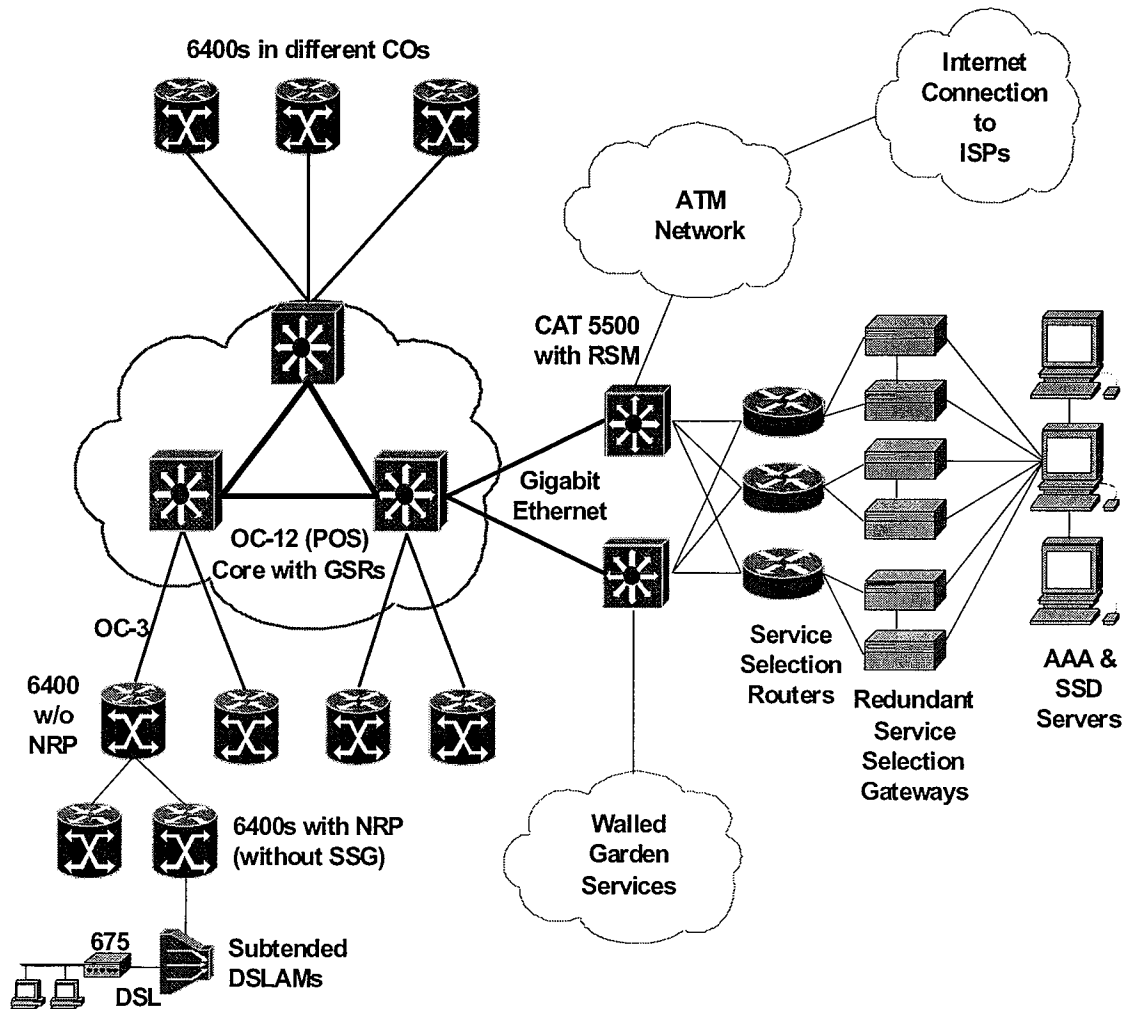 6400s in different COs
Internet
Connection
to
ISPs
ATM
Network
CAT 5500
with RSM
Gigabit
Ethernet
OC-12 (POS)
Core with GSRs
OC-3
6400
w/o
NRP
Service
Selection
Routers
Redundant
Service
Selection
Gateways
AAA &
SSD
Servers
6400s with NRP
(without SSG)
Walled
Garden
Services
675
DSL
Subtended
DSLAMs